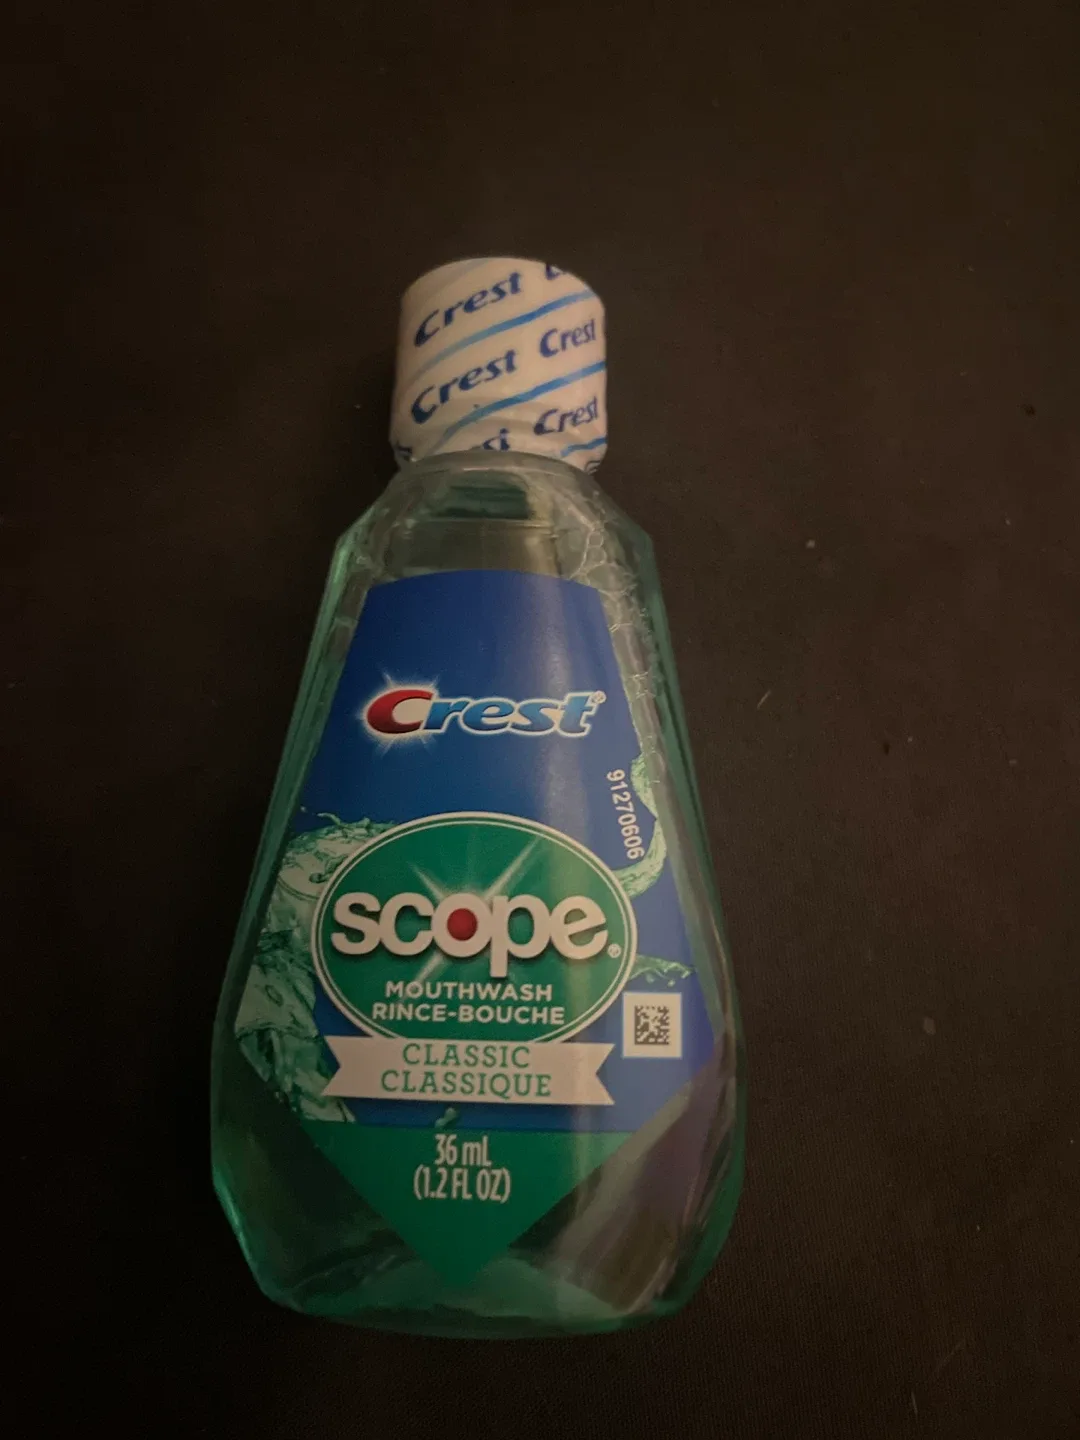 Crest
Crest
Crest
Crest
Crest
91270606
scope®
MOUTHWASH
RINCE-BOUCHE
CLASSIC
CLASSIQUE
36 mL
(1.2 FL OZ)